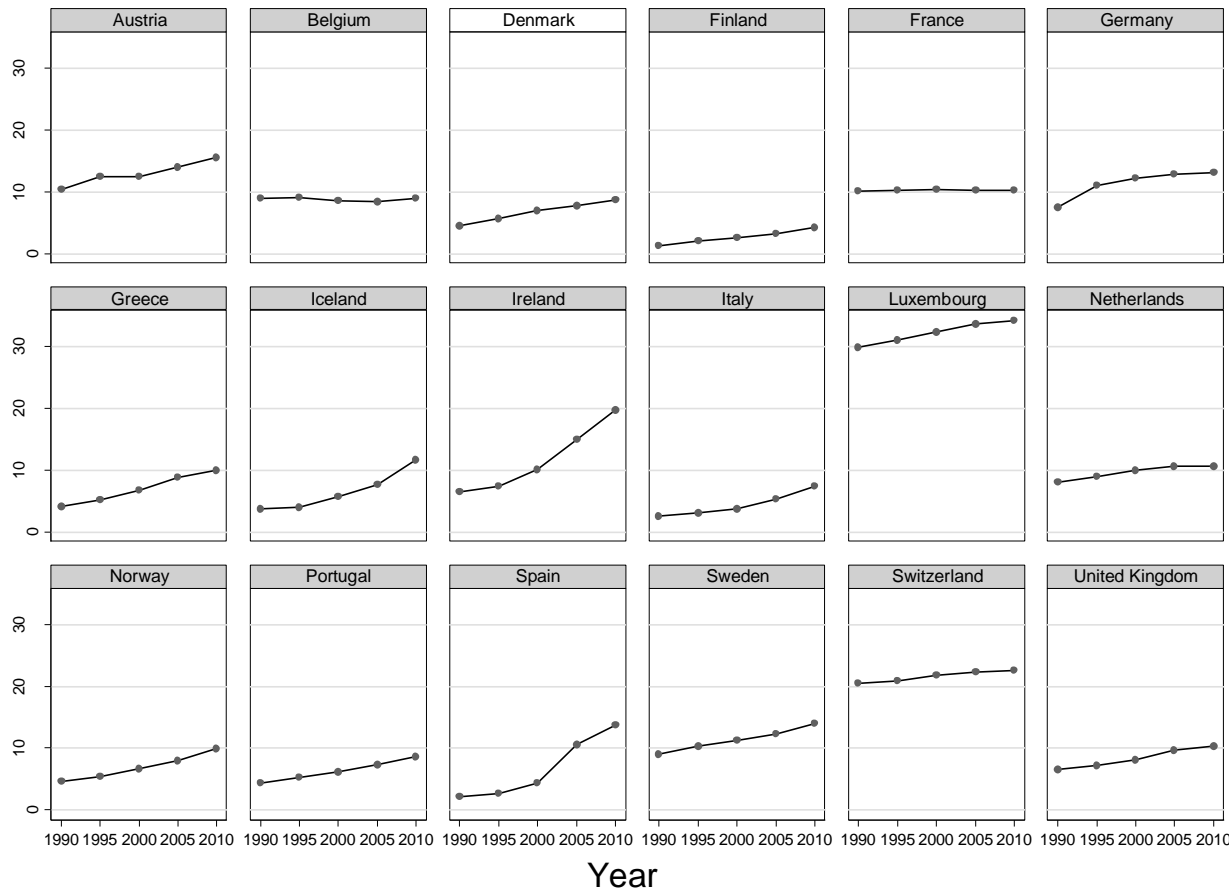 Austria Belgium Denmark Finland France Germany
30
20
10
0
Greece Iceland Ireland Italy Luxembourg Netherlands
30
20
10
0
Norway Portugal Spain Sweden Switzerland United Kingdom
30
20
10
0
1990 1995 2000 2005 2010 1990 1995 2000 2005 2010 1990 1995 2000 2005 2010 1990 1995 2000 2005 2010 1990 1995 2000 2005 2010 1990 1995 2000 2005 2010
Year